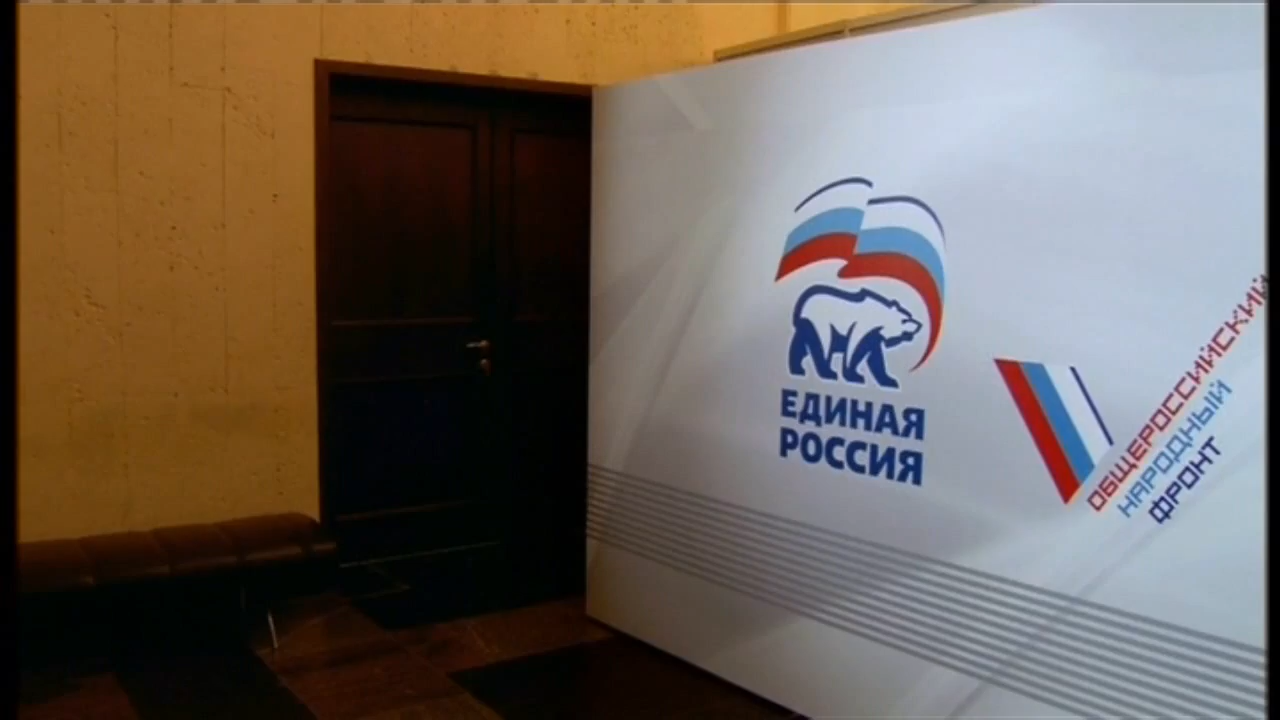 ЕДИНАЯ
РОССИЯ
ОБЩЕРОССИЙСКИЙ
НАРОДНЫЙ
ФРОНТ